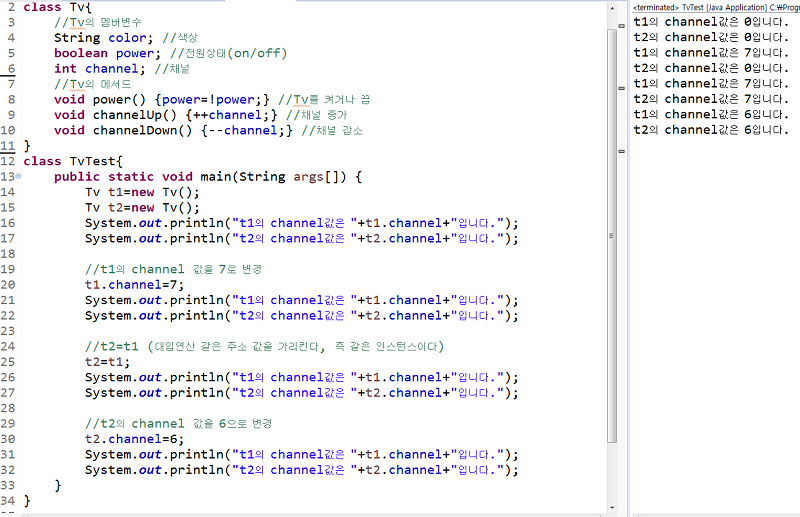 2 class Tv{
3 //Tv의 멤버변수
4 String color; //색상
5 boolean power; //전원상태(on/off)
6 int channel; //채널
7 //Tv의 메서드
8 void power() {power=!power;} //Tv를 켜거나 끔
9 void channelUp() {++channel;} //채널 증가
10 void channelDown() {--channel;} //채널 감소
11 }
12 class TvTest{
13 public static void main(String args[]) {
14 Tv t1=new Tv();
15 Tv t2=new Tv();
16 System.out.println("t1의 channel값은 "+t1.channel+"입니다.");
17 System.out.println("t2의 channel값은 "+t2.channel+"입니다.");
18
19 //t1의 channel 값을 7로 변경
20 t1.channel=7;
21 System.out.println("t1의 channel값은 "+t1.channel+"입니다.");
22 System.out.println("t2의 channel값은 "+t2.channel+"입니다.");
23
24 //t2=t1 (대입연산 같은 주소 값을 가리킨다, 즉 같은 인스턴스이다)
25 t2=t1;
26 System.out.println("t1의 channel값은 "+t1.channel+"입니다.");
27 System.out.println("t2의 channel값은 "+t2.channel+"입니다.");
28
29 //t2의 channel 값을 6으로 변경
30 t2.channel=6;
31 System.out.println("t1의 channel값은 "+t1.channel+"입니다.");
32 System.out.println("t2의 channel값은 "+t2.channel+"입니다.");
33 }
34 }
<terminated> TvTest [Java Application] C:₩Progr
t1의 channel값은 0입니다.
t2의 channel값은 0입니다.
t1의 channel값은 7입니다.
t2의 channel값은 0입니다.
t1의 channel값은 7입니다.
t2의 channel값은 7입니다.
t1의 channel값은 6입니다.
t2의 channel값은 6입니다.